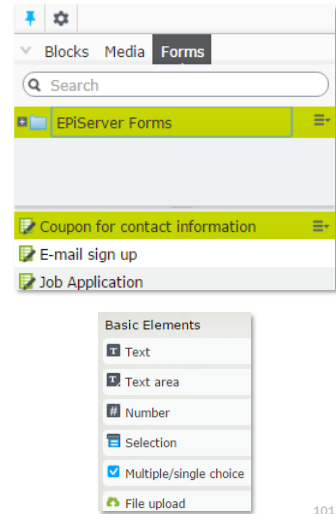 Blocks Media Forms
Search
EPiServer Forms
Coupon for contact information
E-mail sign up
Job Application
Basic Elements
T Text
T Text area
# Number
Selection
Multiple/single choice
File upload
101